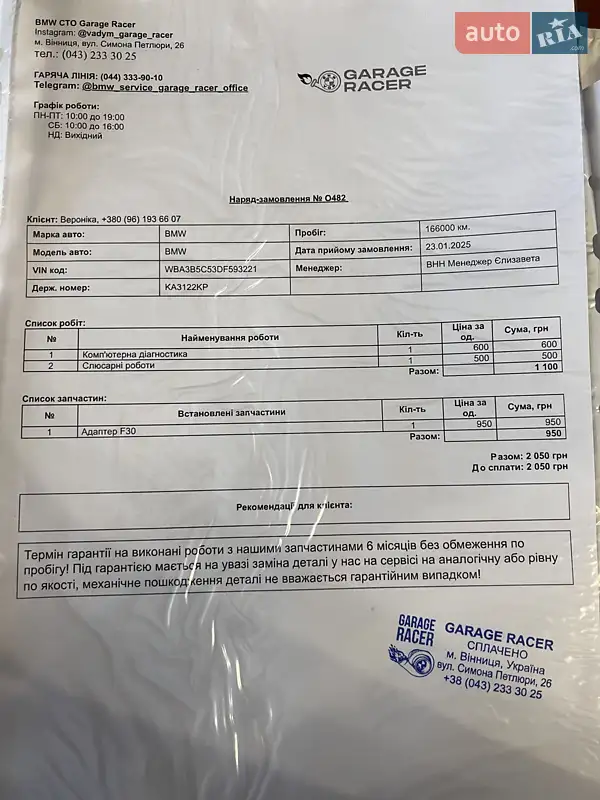 BMW СТО Garage Racer
Instagram: @vadym_garage_racer
м. Вінниця, вул. Симона Петлюри, 26
тел.: (043) 233 30 25
ГАРЯЧА ЛІНІЯ: (044) 333-90-10
Telegram: @bmw_service_garage_racer_office
Графік роботи:
ПН-ПТ: 10:00 до 19:00
СБ: 10:00 до 16:00
НД: Вихідний
auto RIA .com
GARAGE
RACER
Наряд-замовлення № О482
Клієнт: Вероніка, +380 (96) 193 66 07
Марка авто: BMW Пробіг: 166000 км.
Модель авто: BMW Дата прийому замовлення: 23.01.2025
VIN код: WBA3B5C53DF593221 Менеджер: ВНН Менеджер Єлизавета
Держ. номер: KA3122KP
Список робіт:
№ Найменування роботи Кіл-ть Ціна за од. Сума, грн
1 Комп'ютерна діагностика 1 600 600
2 Слюсарні роботи 1 500 500
Разом: 1 100
Список запчастин:
№ Встановлені запчастини Кіл-ть Ціна за од. Сума, грн
1 Адаптер F30 1 950 950
Разом: 950
Разом: 2 050 грн
До сплати: 2 050 грн
Рекомендації для клієнта:
Термін гарантії на виконані роботи з нашими запчастинами 6 місяців без обмеження по
пробігу! Під гарантією мається на увазі заміна деталі у нас на сервісі на аналогічну або рівну
по якості, механічне пошкодження деталі не вважається гарантійним випадком!
GARAGE
RACER
GARAGE RACER
СПЛАЧЕНО
м. Вінниця, Україна
вул. Симона Петлюри, 26
+38 (043) 233 30 25